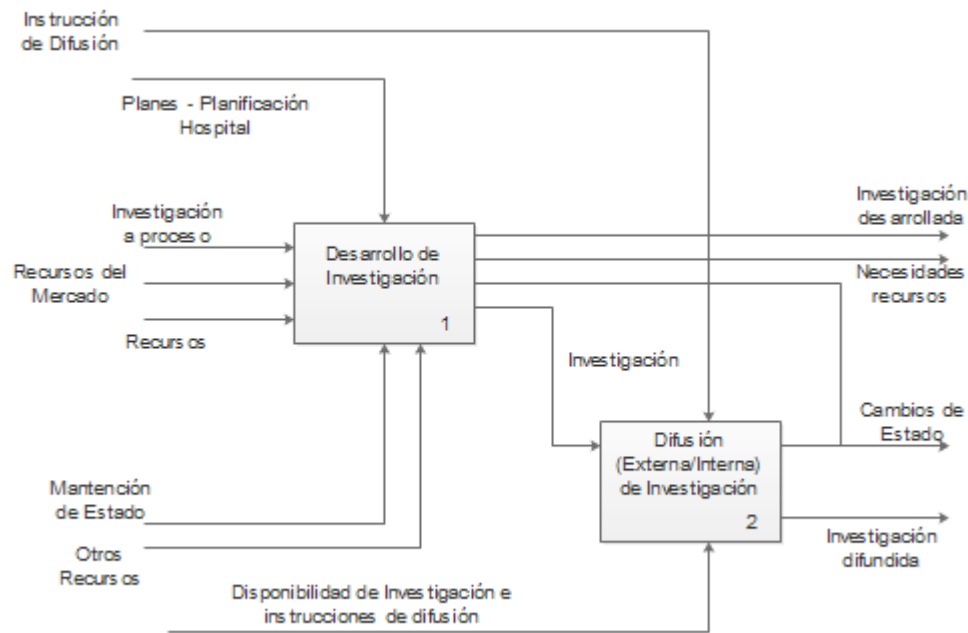 Instrucción
de Difusión
Planes - Planificación
Hospital
Investigación
a proceso
Recursos del
Mercado
Recursos
Desarrollo de
Investigación
1
Investigación
desarrollada
Necesidades
recursos
Investigación
Difusión
(Externa/Interna)
de Investigación
2
Cambios de
Estado
Investigación
difundida
Mantención
de Estado
Otros
Recursos
Disponibilidad de Investigación e
instrucciones de difusión